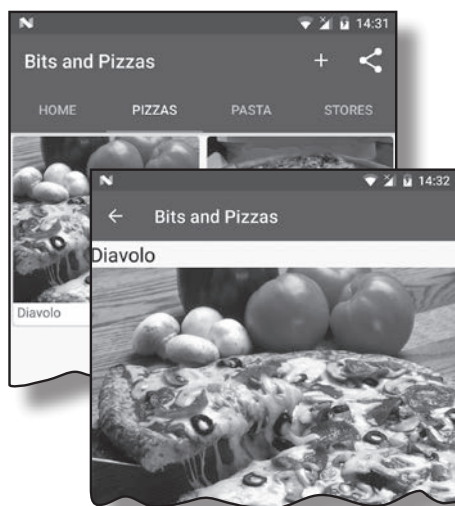 14:31
Bits and Pizzas
+
HOME PIZZAS PASTA STORES
Diavolo
14:32
Bits and Pizzas
Diavolo